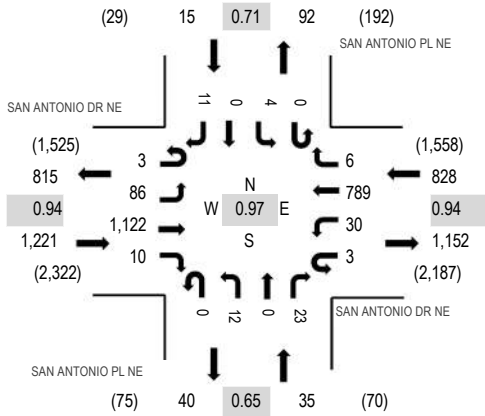 (29) 15 0.71 92 (192)
SAN ANTONIO PL NE
11 0 4 0
SAN ANTONIO DR NE
(1,525) (1,558)
3 6
815 828
86 N 789
0.94 W 0.97 E 0.94
1,122 30
1,221 S 1,152
10 3
(2,322) (2,187)
0 12 0 23
SAN ANTONIO DR NE
SAN ANTONIO PL NE
(75) 40 0.65 35 (70)